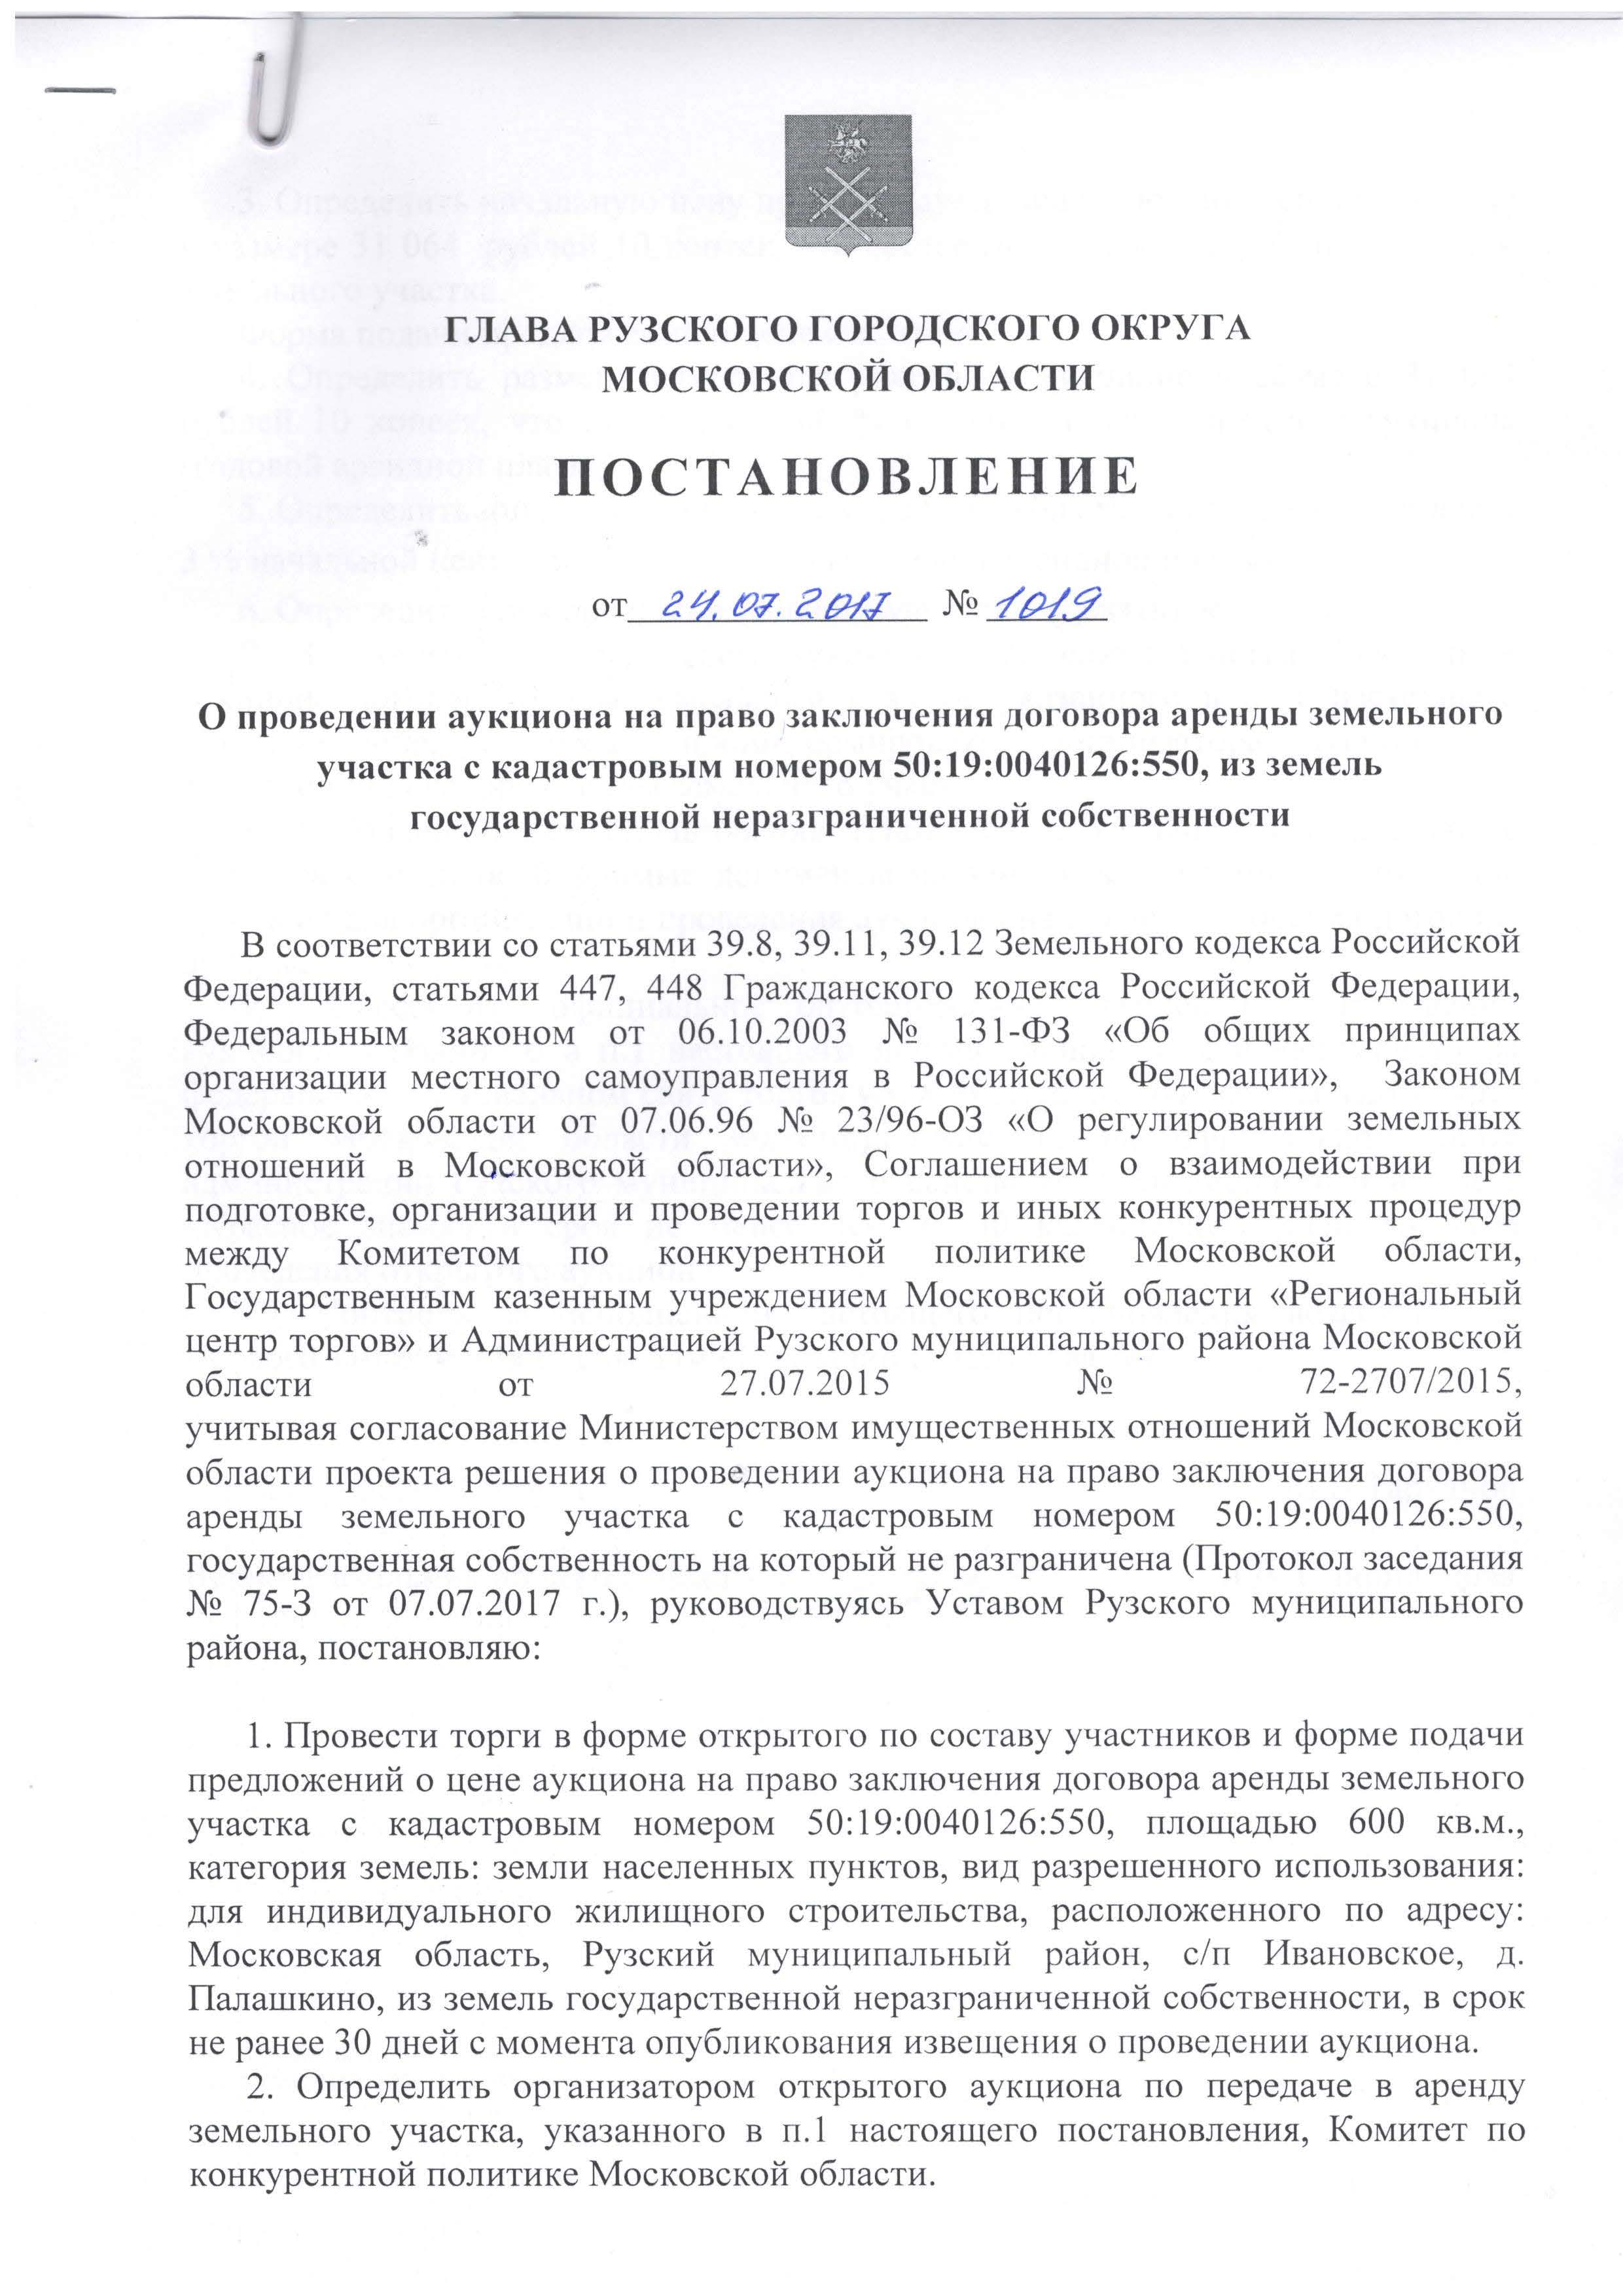 ГЛАВА РУЗСКОГО ГОРОДСКОГО ОКРУГА
МОСКОВСКОЙ ОБЛАСТИ
ПОСТАНОВЛЕНИЕ
от 24.07.2017 № 1019
О проведении аукциона на право заключения договора аренды земельного
участка с кадастровым номером 50:19:0040126:550, из земель
государственной неразграниченной собственности
В соответствии со статьями 39.8, 39.11, 39.12 Земельного кодекса Российской
Федерации, статьями 447, 448 Гражданского кодекса Российской Федерации,
Федеральным законом от 06.10.2003 № 131-ФЗ «Об общих принципах
организации местного самоуправления в Российской Федерации», Законом
Московской области от 07.06.96 № 23/96-ОЗ «О регулировании земельных
отношений в Московской области», Соглашением о взаимодействии при
подготовке, организации и проведении торгов и иных конкурентных процедур
между Комитетом по конкурентной политике Московской области,
Государственным казенным учреждением Московской области «Региональный
центр торгов» и Администрацией Рузского муниципального района Московской
области от 27.07.2015 № 72-2707/2015,
учитывая согласование Министерством имущественных отношений Московской
области проекта решения о проведении аукциона на право заключения договора
аренды земельного участка с кадастровым номером 50:19:0040126:550,
государственная собственность на который не разграничена (Протокол заседания
№ 75-З от 07.07.2017 г.), руководствуясь Уставом Рузского муниципального
района, постановляю:
1. Провести торги в форме открытого по составу участников и форме подачи
предложений о цене аукциона на право заключения договора аренды земельного
участка с кадастровым номером 50:19:0040126:550, площадью 600 кв.м.,
категория земель: земли населенных пунктов, вид разрешенного использования:
для индивидуального жилищного строительства, расположенного по адресу:
Московская область, Рузский муниципальный район, с/п Ивановское, д.
Палашкино, из земель государственной неразграниченной собственности, в срок
не ранее 30 дней с момента опубликования извещения о проведении аукциона.
2. Определить организатором открытого аукциона по передаче в аренду
земельного участка, указанного в п.1 настоящего постановления, Комитет по
конкурентной политике Московской области.